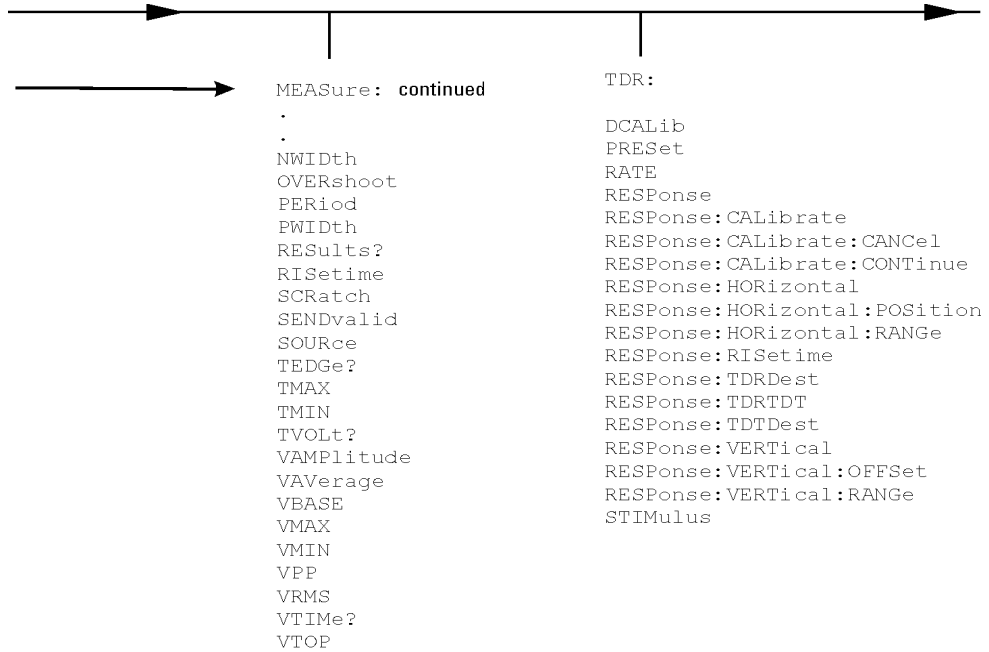 MEASure: continued
.
.
NWIDth
OVERshoot
PERiod
PWIDth
RESults?
RISetime
SCRatch
SENDvalid
SOURce
TEDGe?
TMAX
TMIN
TVOLt?
VAMPlitude
VAVerage
VBASE
VMAX
VMIN
VPP
VRMS
VTIMe?
VTOP
TDR:
DCALib
PRESet
RATE
RESPonse
RESPonse:CALibrate
RESPonse:CALibrate:CANCel
RESPonse:CALibrate:CONTinue
RESPonse:HORizontal
RESPonse:HORizontal:POSition
RESPonse:HORizontal:RANGe
RESPonse:RISetime
RESPonse:TDRDest
RESPonse:TDRTDT
RESPonse:TDTDest
RESPonse:VERTical
RESPonse:VERTical:OFFSet
RESPonse:VERTical:RANGe
STIMulus